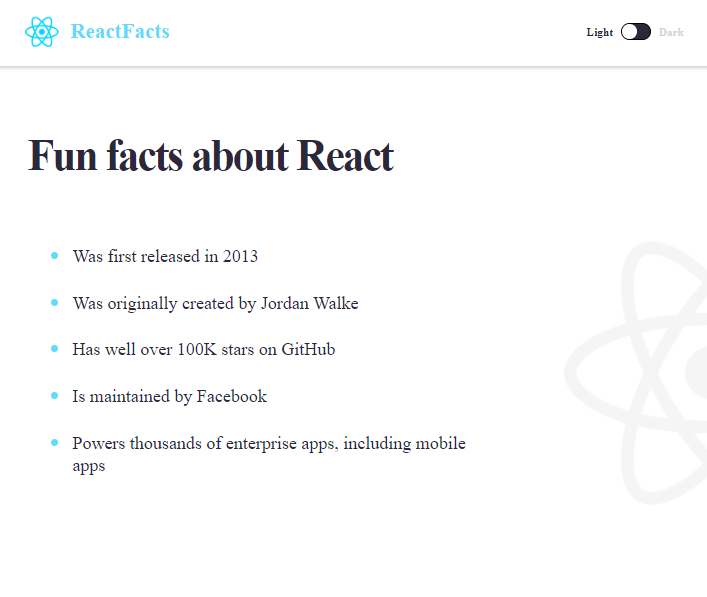 ReactFacts
Light Dark
Fun facts about React
Was first released in 2013
Was originally created by Jordan Walke
Has well over 100K stars on GitHub
Is maintained by Facebook
Powers thousands of enterprise apps, including mobile
apps